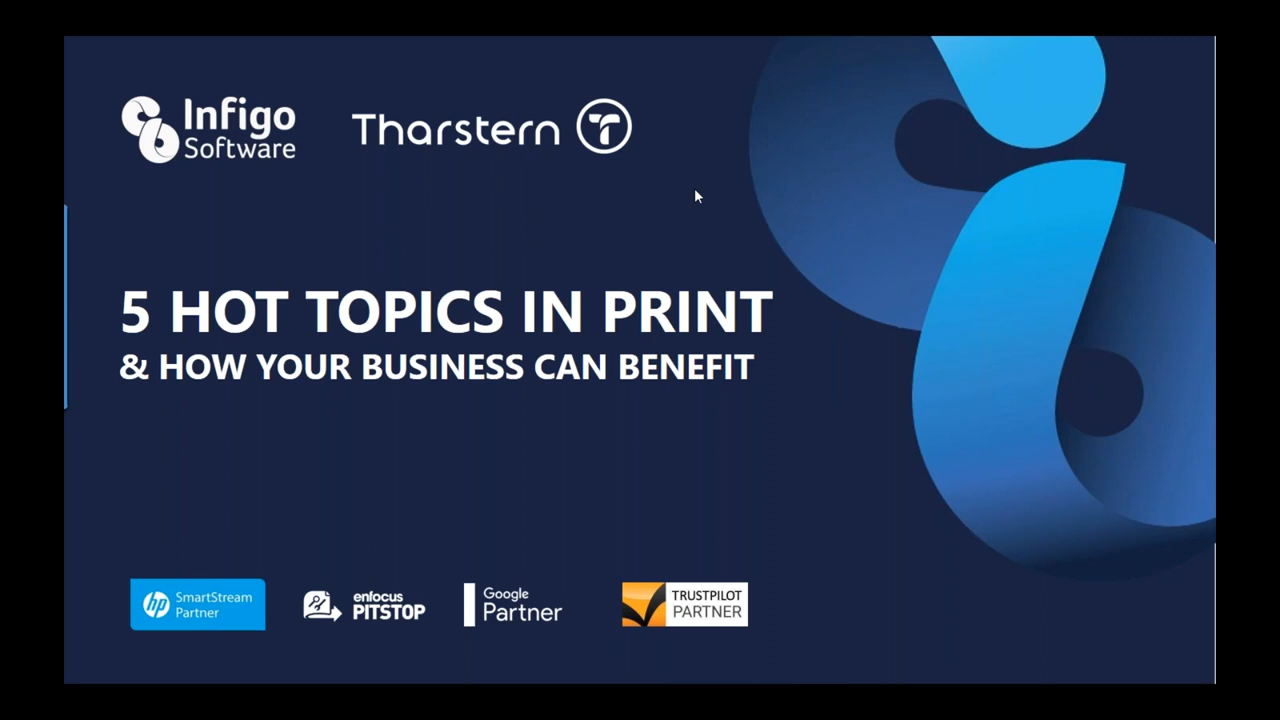 Infigo
Software
Tharstern
5 HOT TOPICS IN PRINT
& HOW YOUR BUSINESS CAN BENEFIT
hp
SmartStream
Partner
enfocus
PITSTOP
Google
Partner
TRUSTPILOT
PARTNER